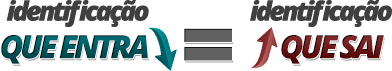 identificação
QUE ENTRA
=
identificação
QUE SAI